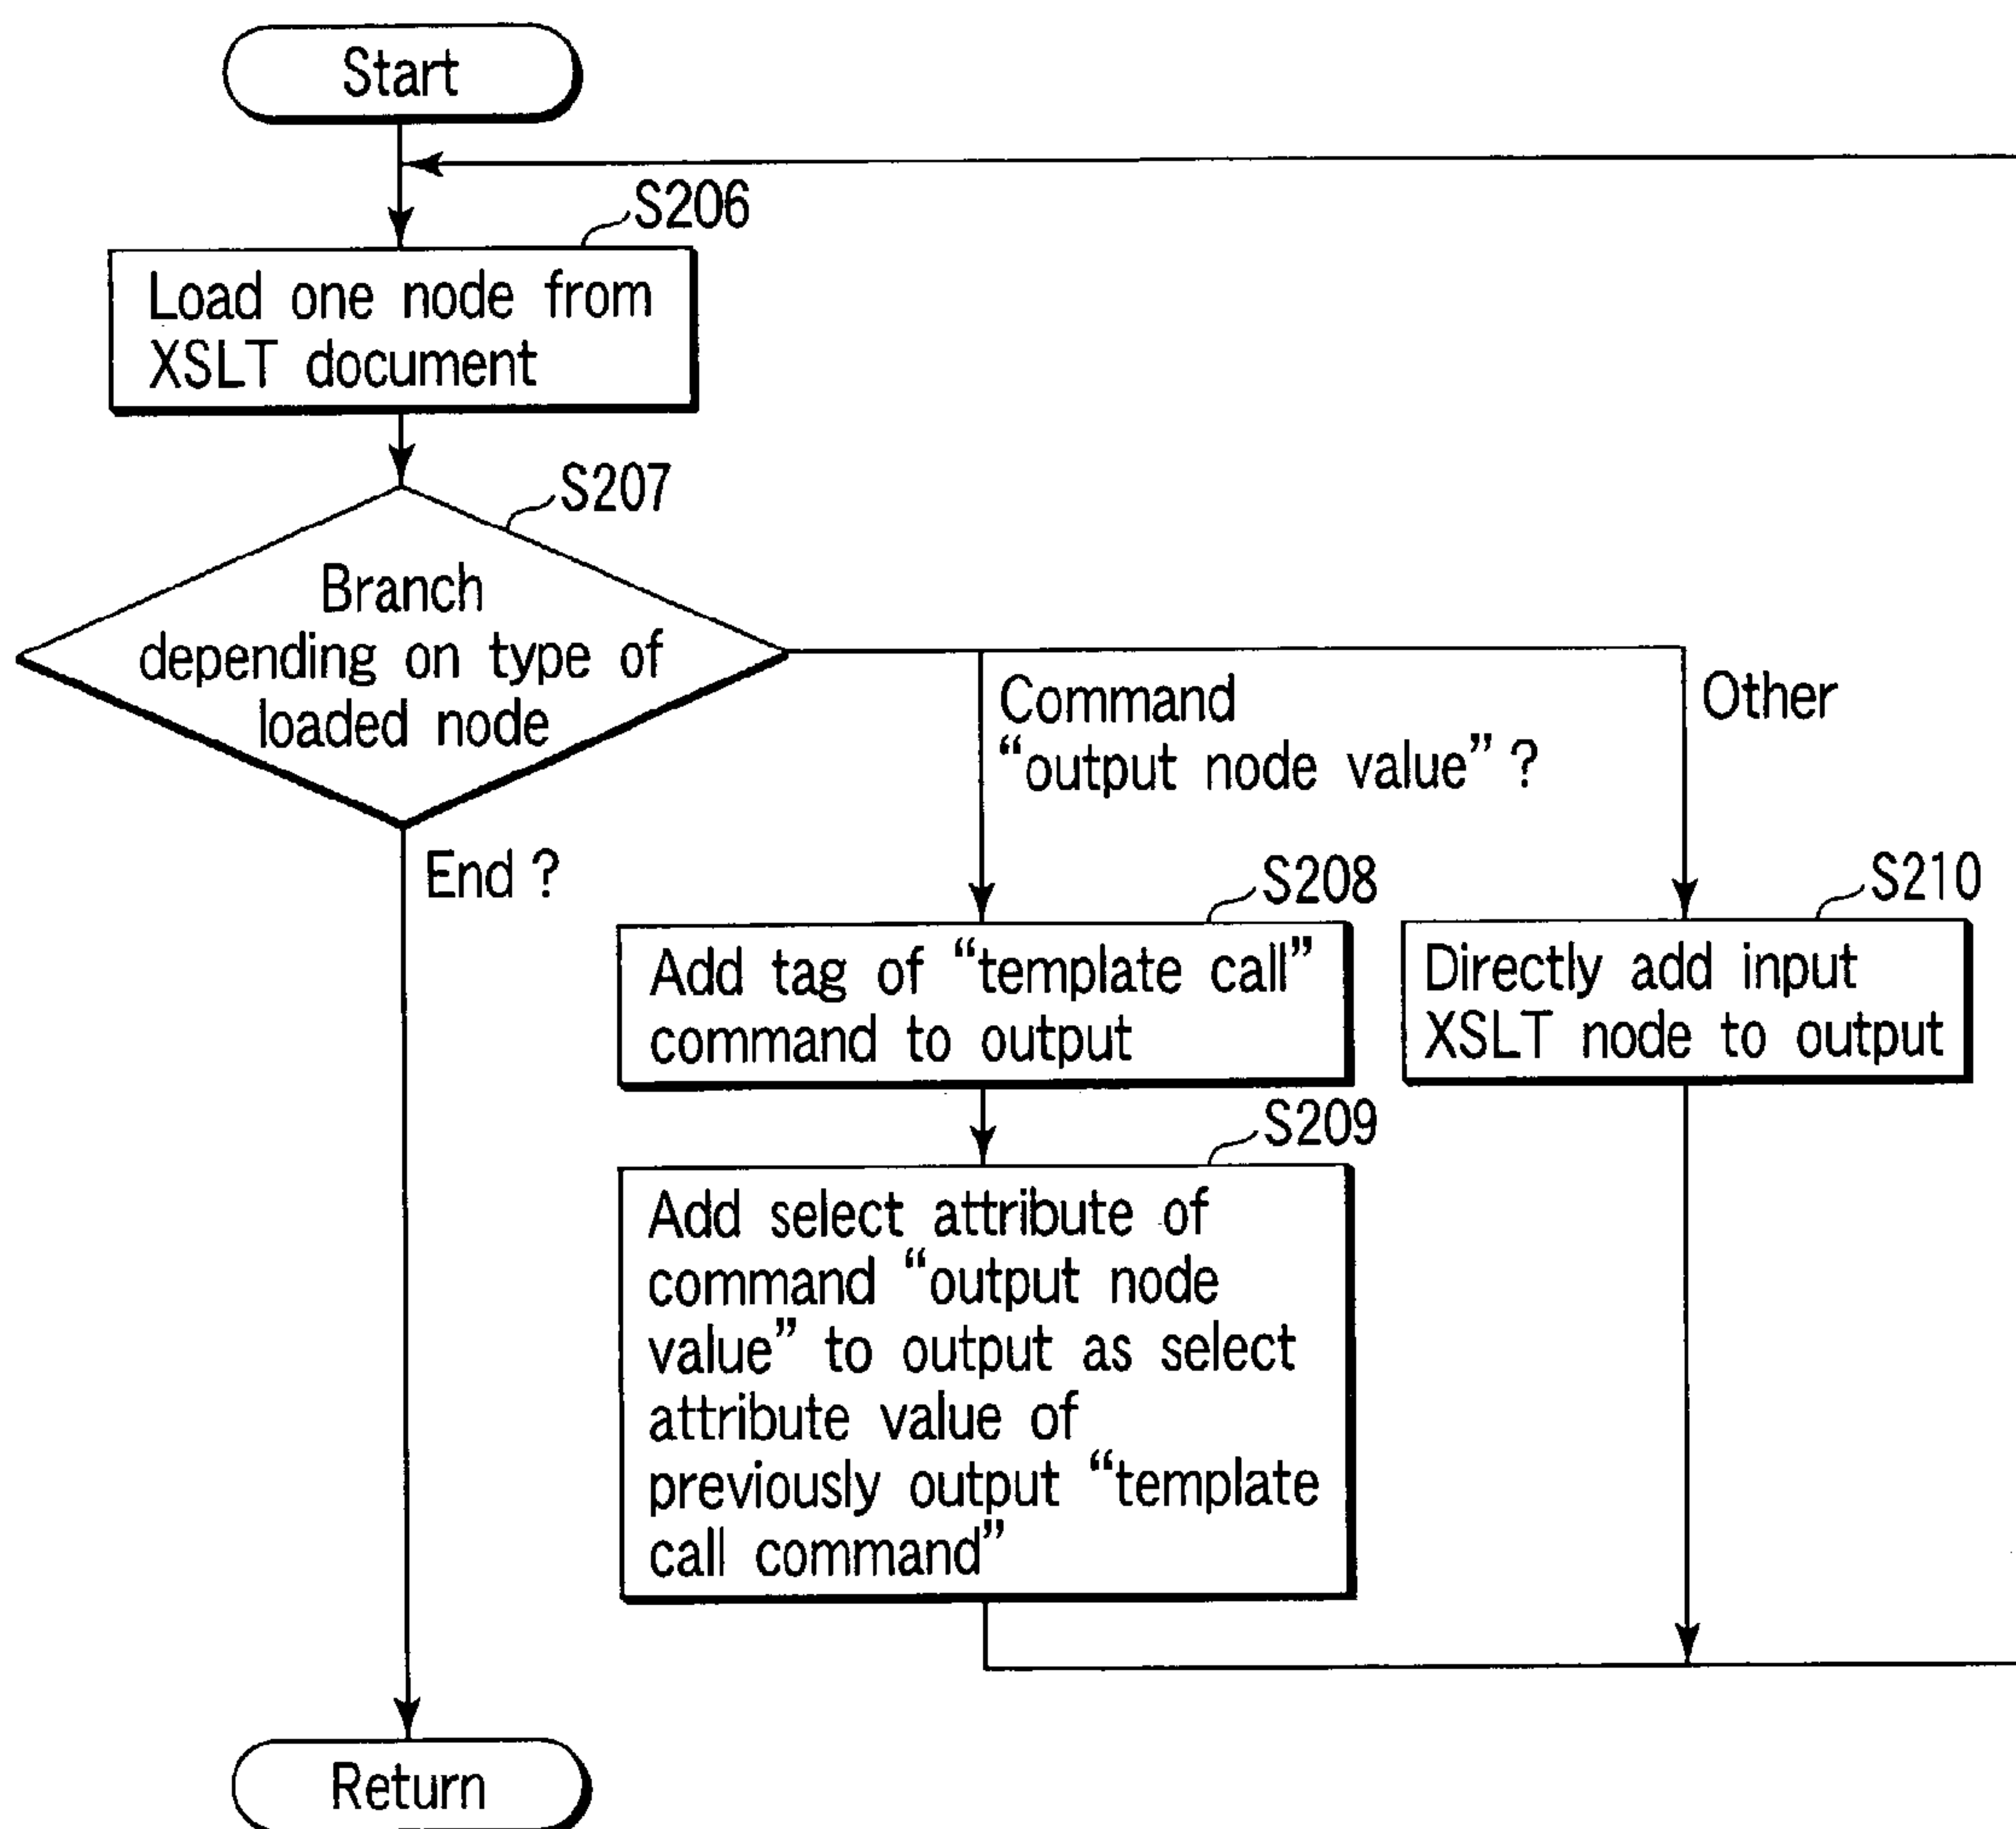 Start
S206
Load one node from
XSLT document
S207
Branch
depending on type of
loaded node
Command
“output node value” ?
Other
End ?
S208
Add tag of “template call”
command to output
S210
Directly add input
XSLT node to output
S209
Add select attribute of
command “output node
value” to output as select
attribute value of
previously output “template
call command”
Return